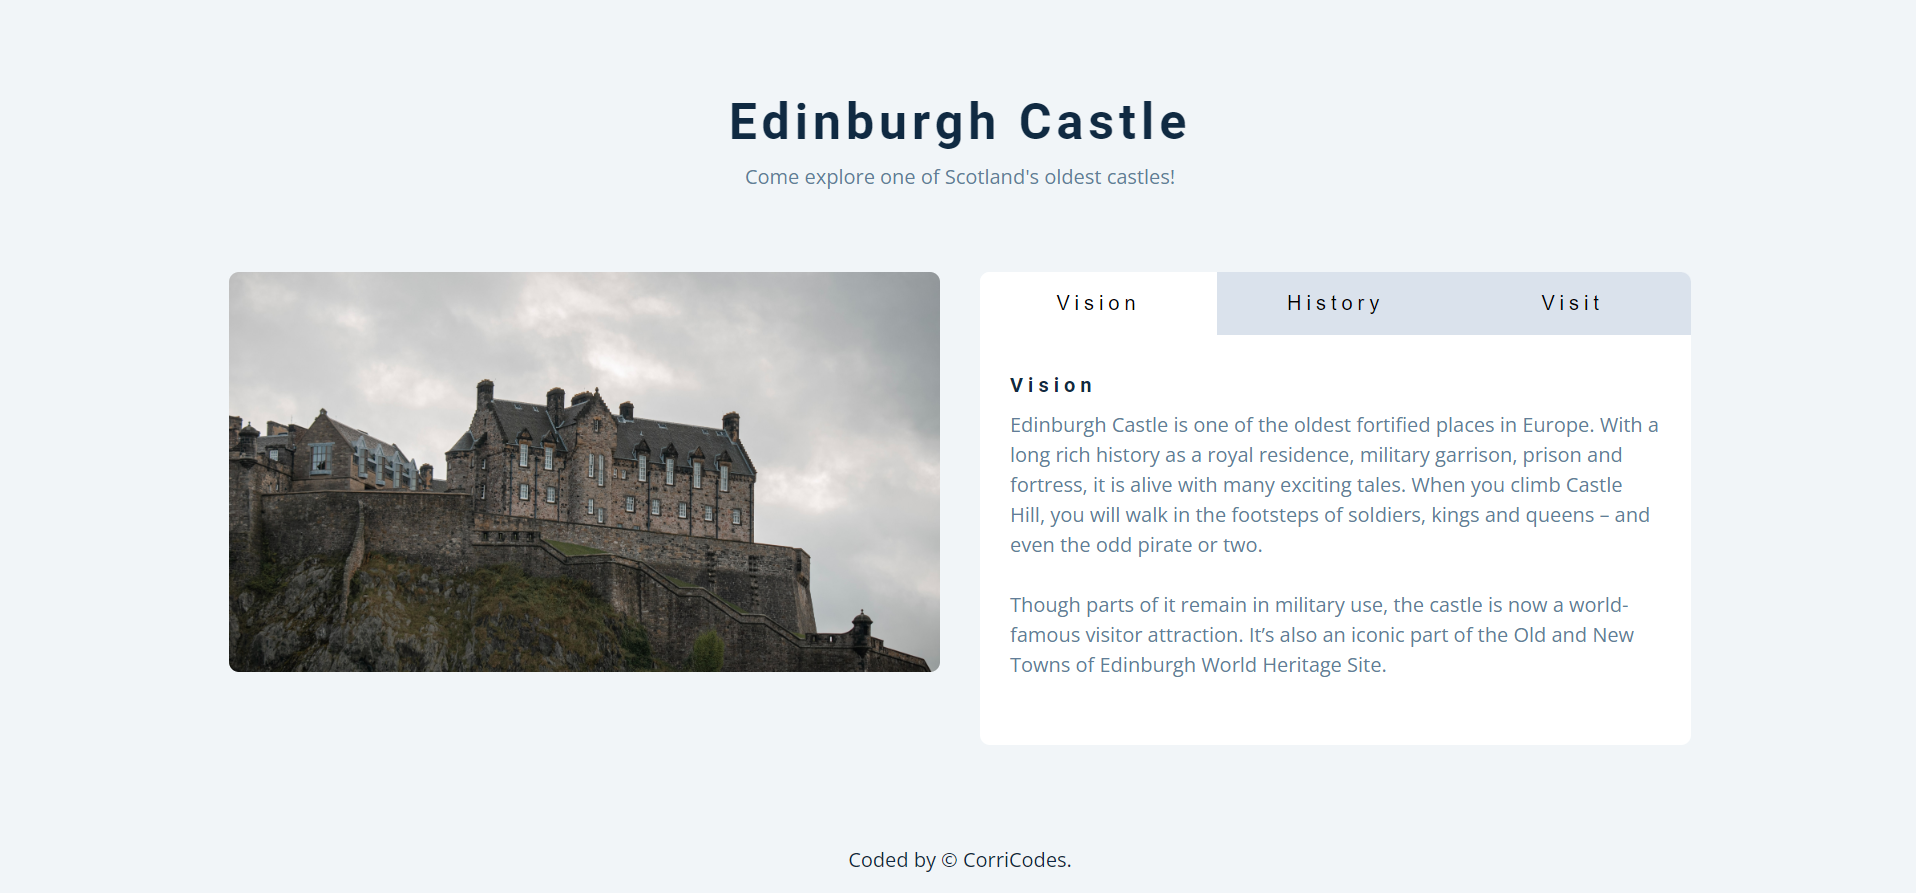 Edinburgh Castle
Come explore one of Scotland's oldest castles!
Vision
History
Visit
Vision
Edinburgh Castle is one of the oldest fortified places in Europe. With a
long rich history as a royal residence, military garrison, prison and
fortress, it is alive with many exciting tales. When you climb Castle
Hill, you will walk in the footsteps of soldiers, kings and queens – and
even the odd pirate or two.
Though parts of it remain in military use, the castle is now a world-
famous visitor attraction. It’s also an iconic part of the Old and New
Towns of Edinburgh World Heritage Site.
Coded by © CorriCodes.